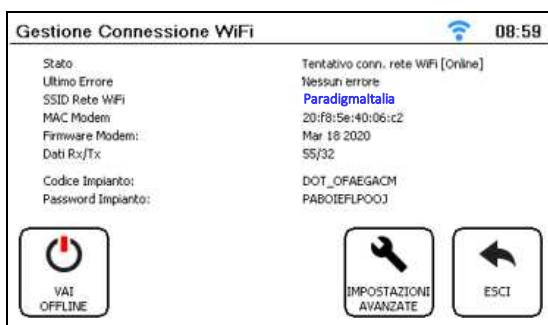 Gestione Connessione WiFi 08:59
Stato Tentativo conn. rete WiFi [Online]
Ultimo Errore Nessun errore
SSID Rete WiFi ParadigmaItalia
MAC Modem 20:f8:5e:40:06:c2
Firmware Modem: Mar 18 2020
Dati Rx/Tx 55/32
Codice Impianto: DOT_OFAEGACM
Password Impianto: PABOIEFLPOOJ
VAI
OFFLINE
IMPOSTAZIONI
AVANZATE
ESCI